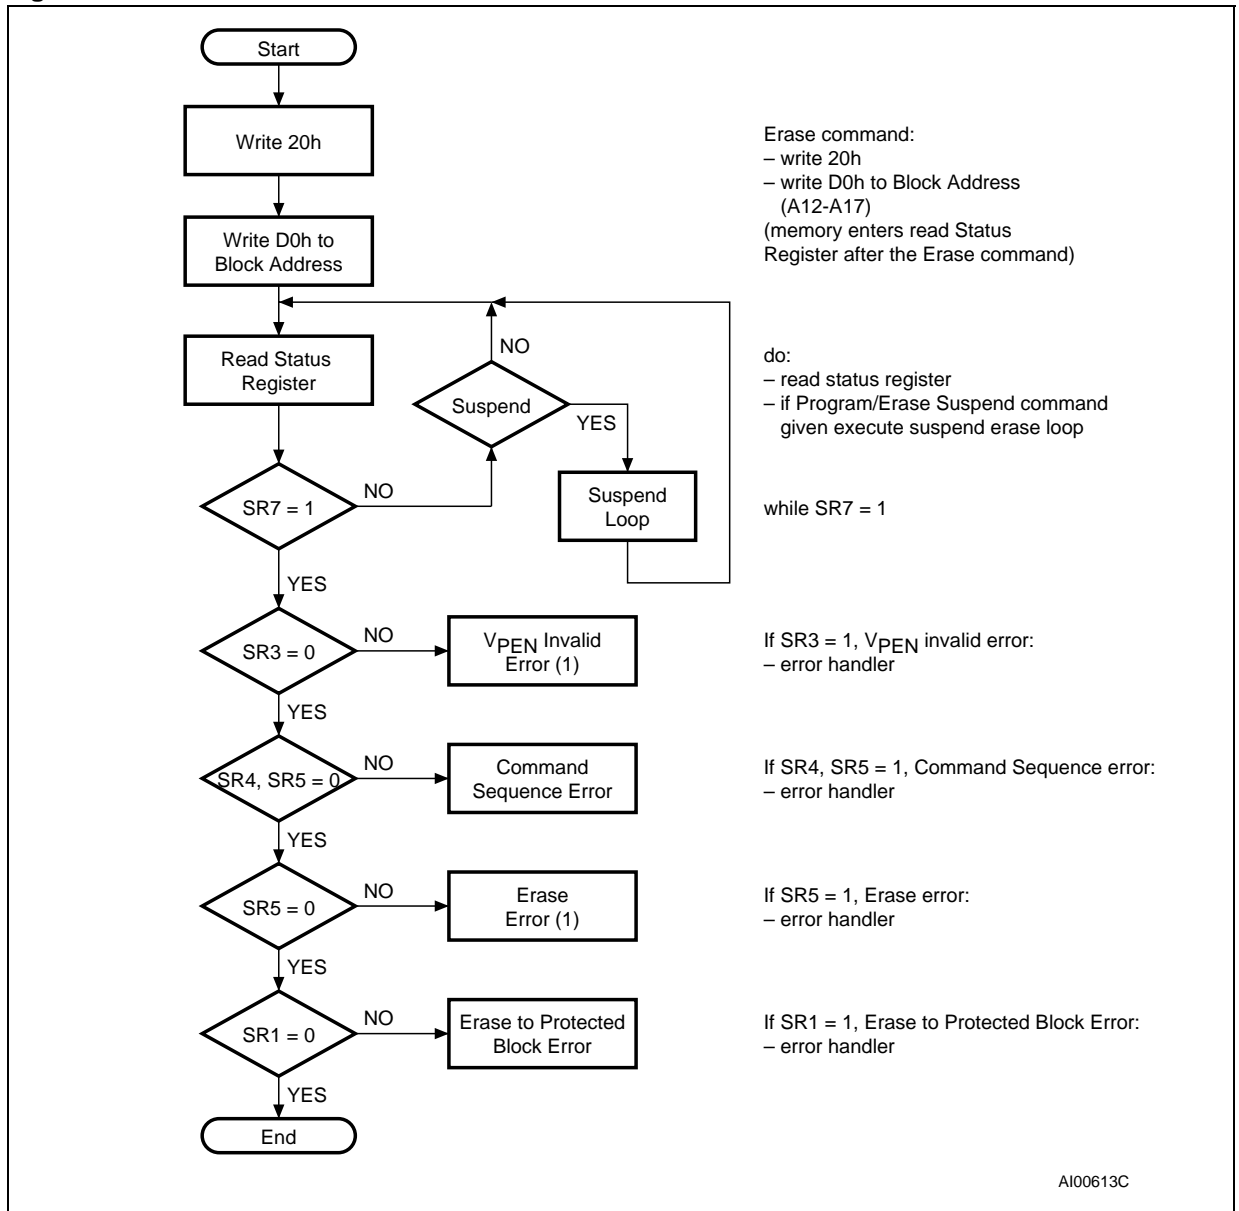 Start
Write 20h
Erase command:
– write 20h
– write D0h to Block Address
(A12-A17)
(memory enters read Status
Register after the Erase command)
Write D0h to
Block Address
Read Status
Register
NO
Suspend
YES
do:
– read status register
– if Program/Erase Suspend command
given execute suspend erase loop
SR7 = 1
NO
Suspend
Loop
while SR7 = 1
YES
SR3 = 0
NO
VPEN Invalid
Error (1)
If SR3 = 1, VPEN invalid error:
– error handler
YES
SR4, SR5 = 0
NO
Command
Sequence Error
If SR4, SR5 = 1, Command Sequence error:
– error handler
YES
SR5 = 0
NO
Erase
Error (1)
If SR5 = 1, Erase error:
– error handler
YES
SR1 = 0
NO
Erase to Protected
Block Error
If SR1 = 1, Erase to Protected Block Error:
– error handler
YES
End
AI00613C